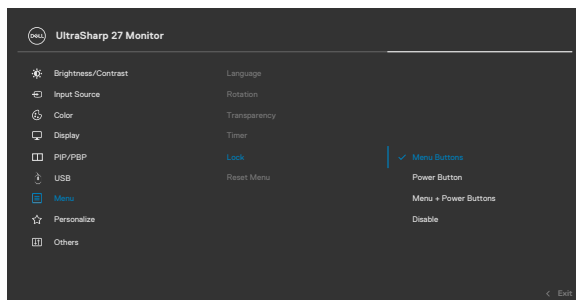 DELL UltraSharp 27 Monitor
Brightness/Contrast Language
Input Source Rotation
Color Transparency
Display Timer
PIP/PBP Lock Menu Buttons
USB Reset Menu Power Button
Menu Menu + Power Buttons
Personalize Disable
Others
Exit